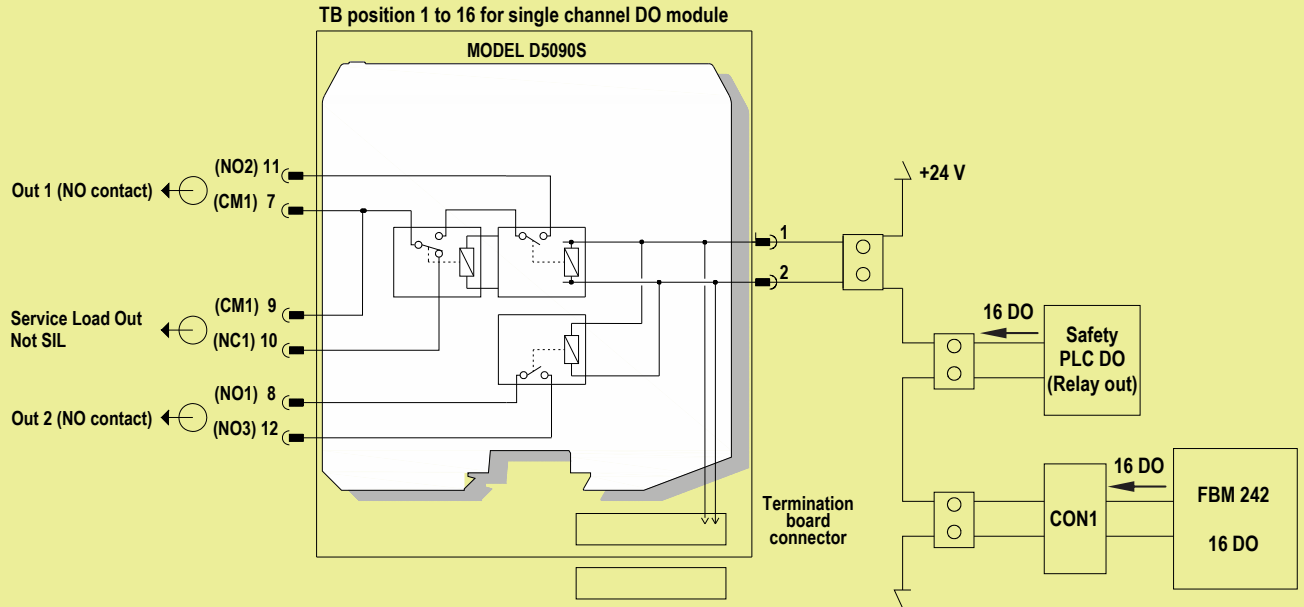 TB position 1 to 16 for single channel DO module
MODEL D5090S
Out 1 (NO contact)
(NO2) 11
(CM1) 7
Service Load Out
Not SIL
(CM1) 9
(NC1) 10
Out 2 (NO contact)
(NO1) 8
(NO3) 12
1
2
+24 V
16 DO
Safety
PLC DO
(Relay out)
16 DO
CON1
FBM 242
16 DO
Termination
board
connector